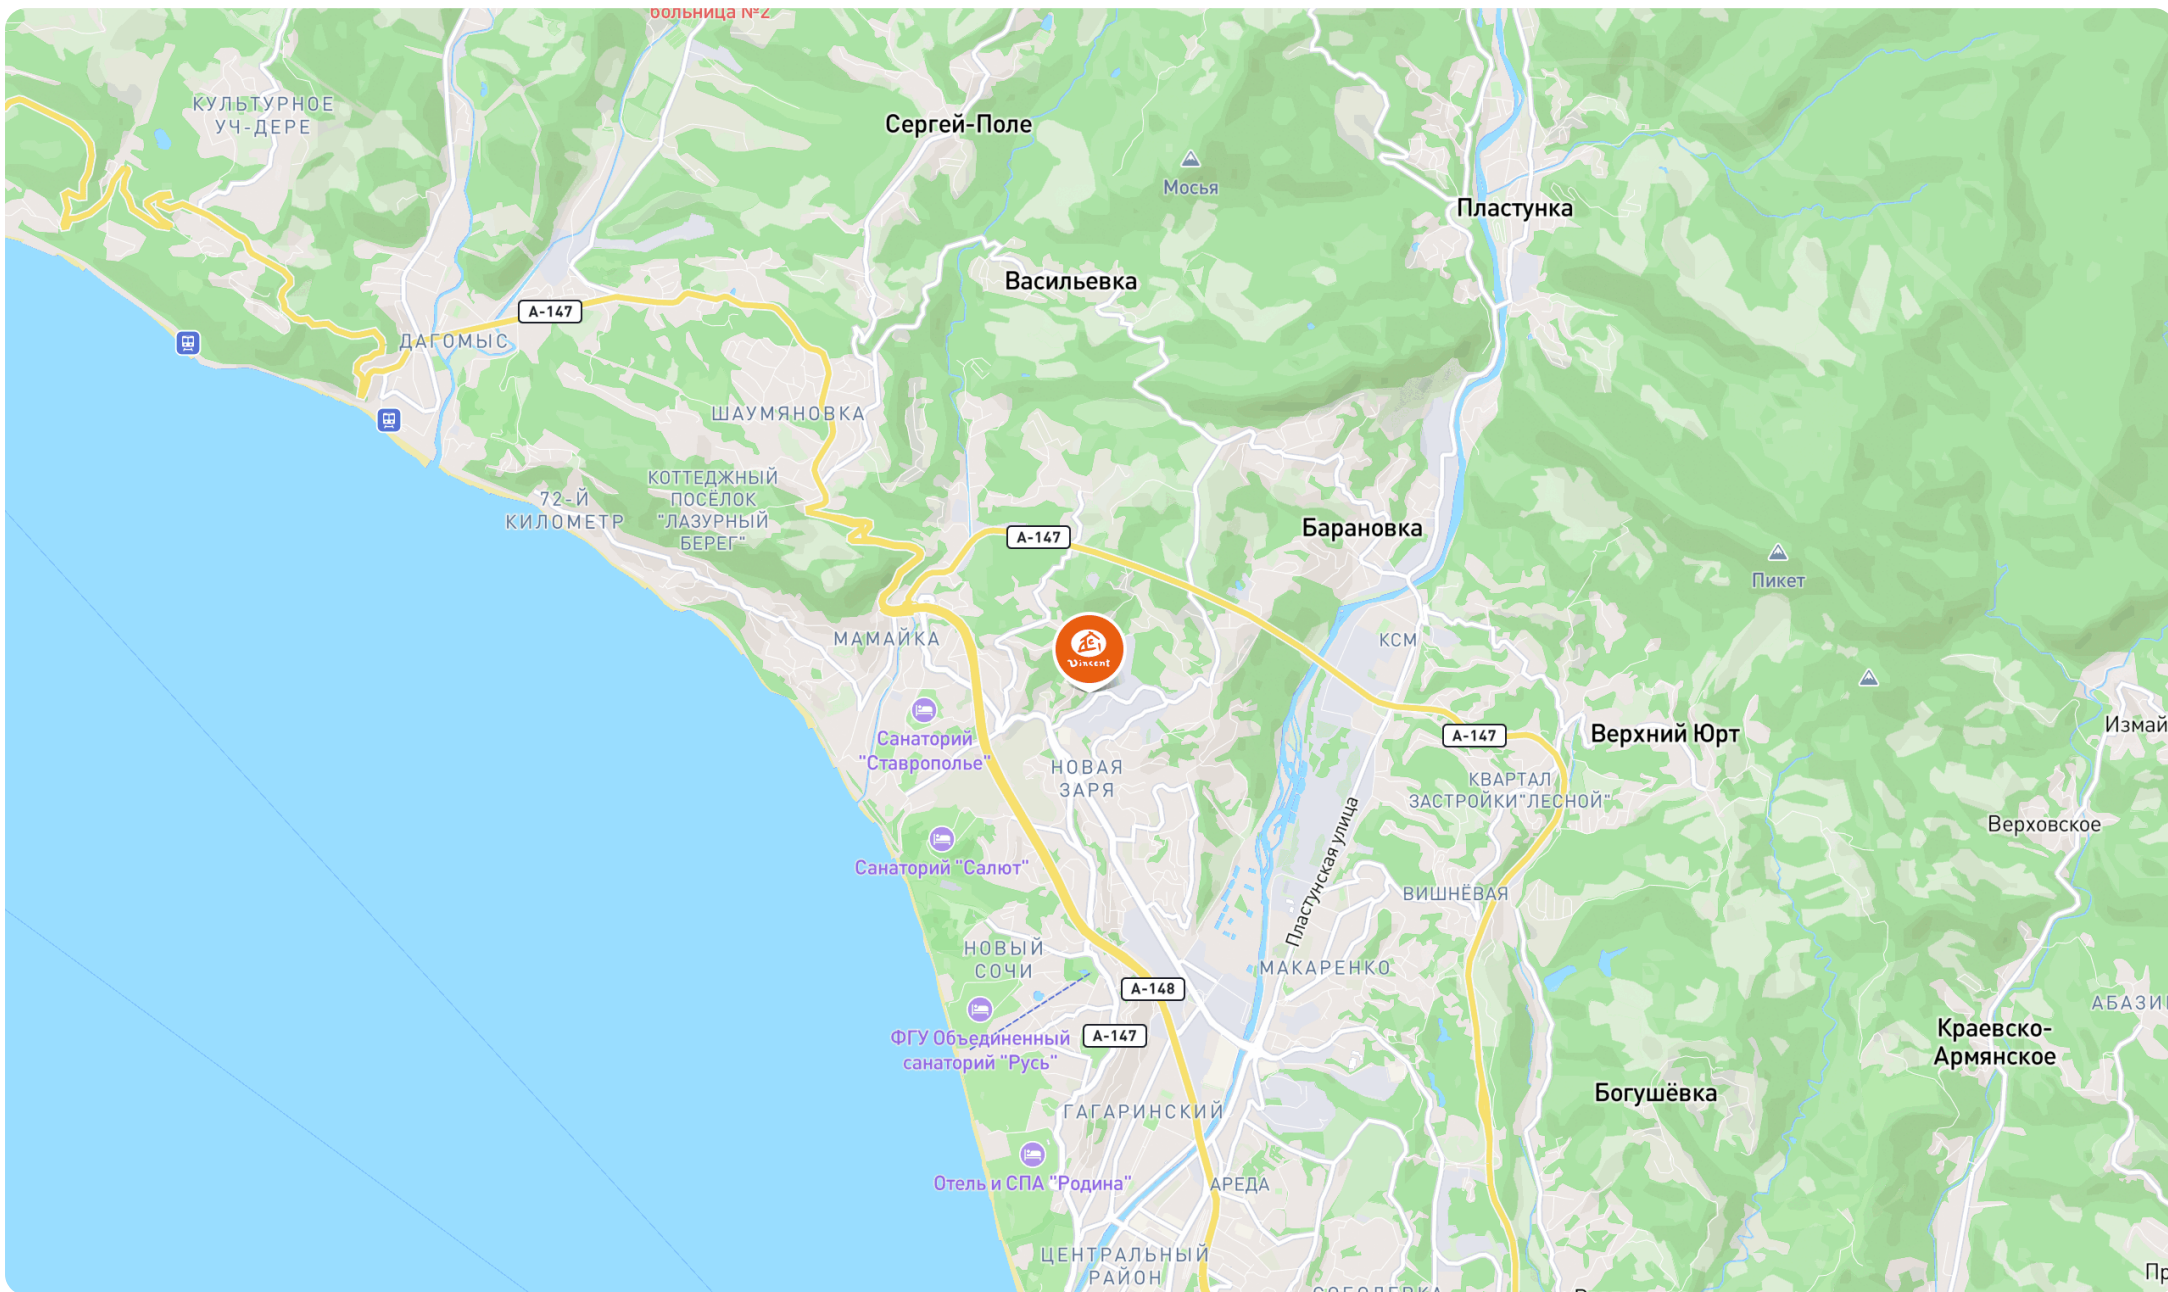 больница №2
КУЛЬТУРНОЕ
УЧ-ДЕРЕ
Сергей-Поле
Мосья
Пластунка
Васильевка
А-147
ДАГОМЫС
ШАУМЯНОВКА
КОТТЕДЖНЫЙ
ПОСЁЛОК
"ЛАЗУРНЫЙ
БЕРЕГ"
72-Й
КИЛОМЕТР
Барановка
А-147
Пикет
МАМАЙКА
КСМ
Vincent
Санаторий
"Ставрополье"
А-147
Верхний Юрт
Измай
НОВАЯ
ЗАРЯ
КВАРТАЛ
ЗАСТРОЙКИ"ЛЕСНОЙ"
Верховское
Санаторий "Салют"
Пластунская улица
ВИШНЁВАЯ
НОВЫЙ
СОЧИ
МАКАРЕНКО
А-148
АБАЗИ
ФГУ Объединенный
санаторий "Русь"
А-147
Краевско-
Армянское
Богушёвка
ГАГАРИНСКИЙ
Отель и СПА "Родина"
АРЕДА
ЦЕНТРАЛЬНЫЙ
РАЙОН
Пр